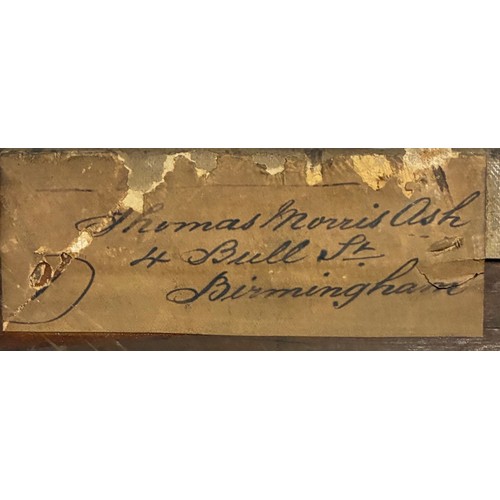 Thomas Morris Ash
4 Bull St.
Birmingham